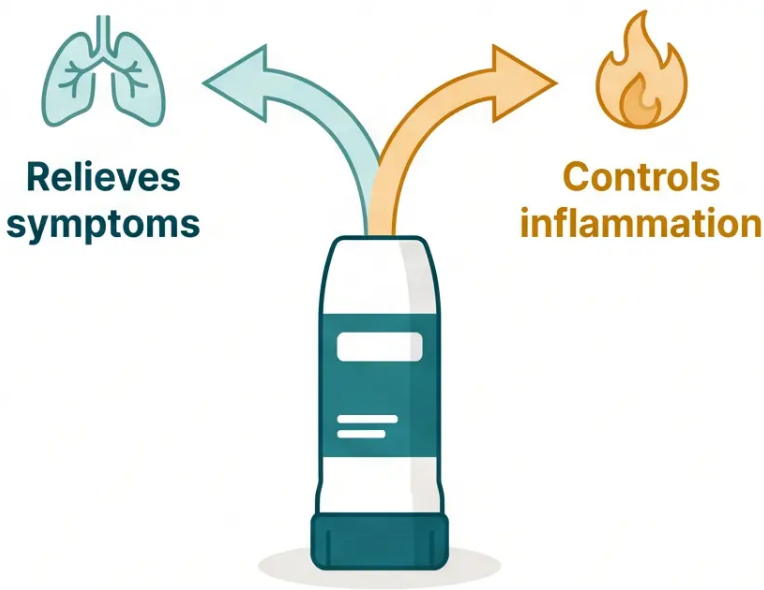 Relieves
symptoms
Controls
inflammation